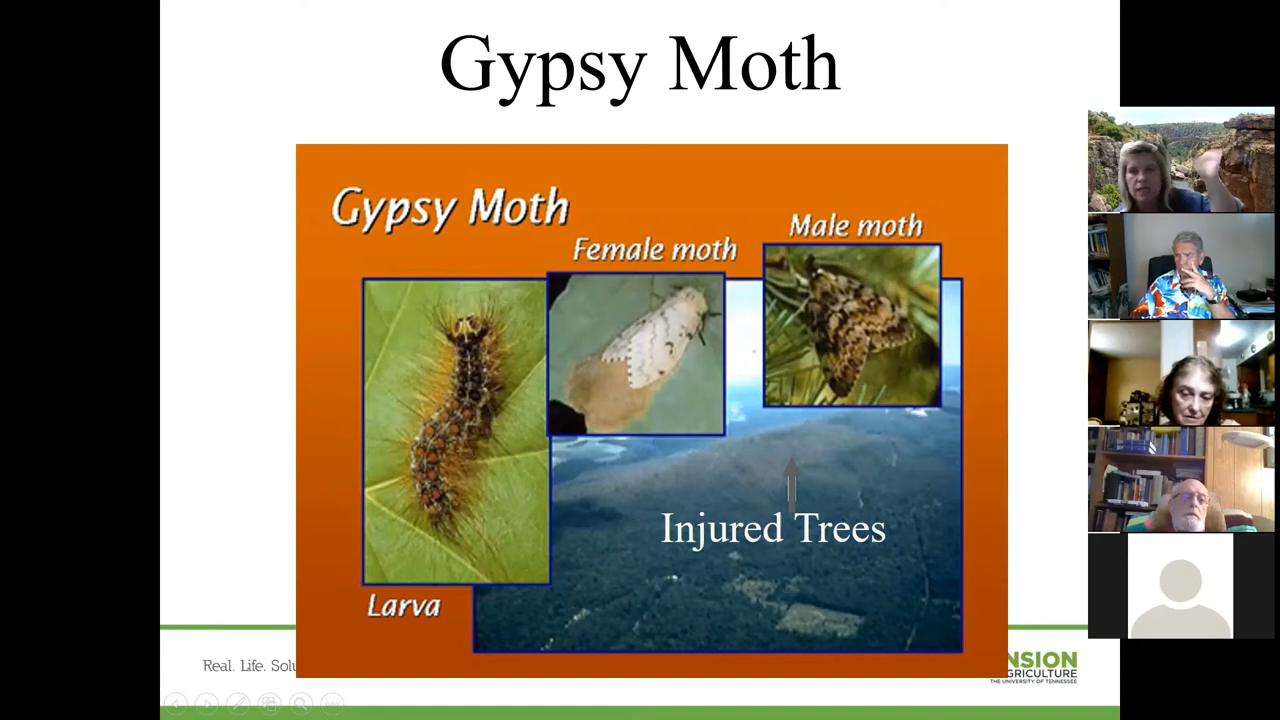 Gypsy Moth
Gypsy Moth
Female moth
Male moth
Injured Trees
Larva
Real. Life.
NSION
GRICULTURE
THE UNIVERSITY OF TENNESSEE